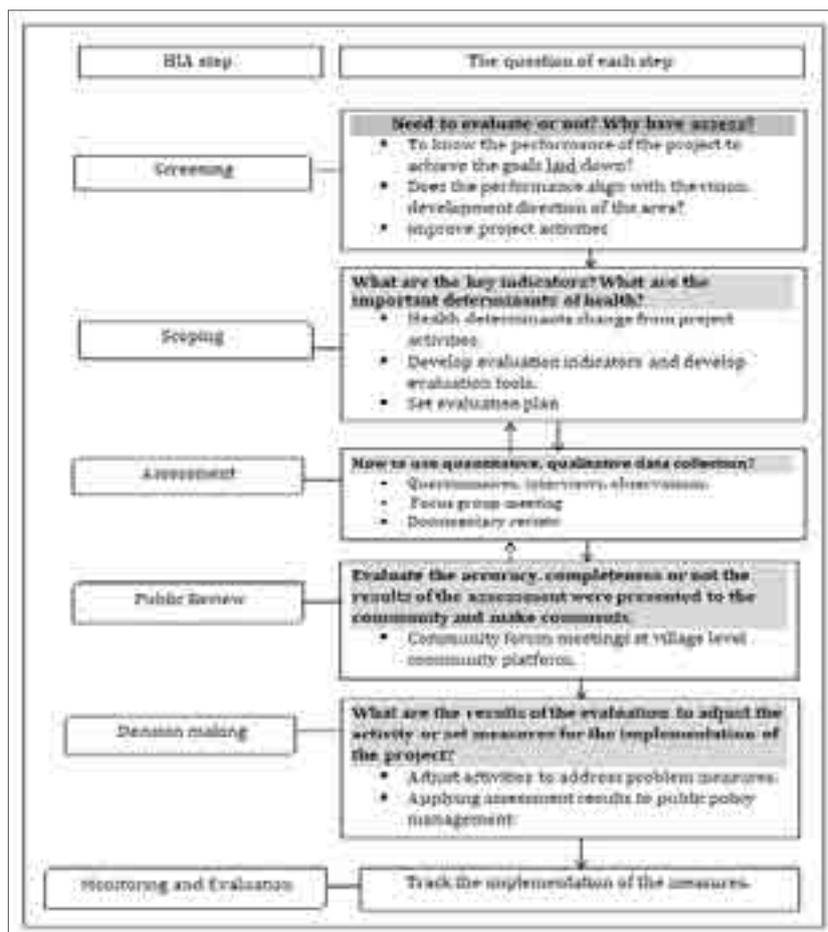 HIA step
The question of each step
Screening
Need to evaluate or not? Why have assess?
• To know the performance of the project to
achieve the goals laid down?
• Does the performance align with the vision
development direction of the area?
• improve project activities
Scoping
What are the key indicators? What are the
important determinants of health?
• Health determinants change from project
activities.
• Develop evaluation indicators and develop
evaluation tools.
• Set evaluation plan
Assessment
How to use quantitative, qualitative data collection?
• Questionnaires, interviews, observations.
• Focus group meeting
• Documentary review
Public Review
Evaluate the accuracy, completeness or not the
results of the assessment were presented to the
community and make comments.
• Community forum meetings at village level
community platform.
Decision making
What are the results of the evaluation to adjust the
activity or set measures for the implementation of
the project?
• Adjust activities to address problem measures.
• Applying assessment results to public policy
management
Monitoring and Evaluation
Track the implementation of the measures.